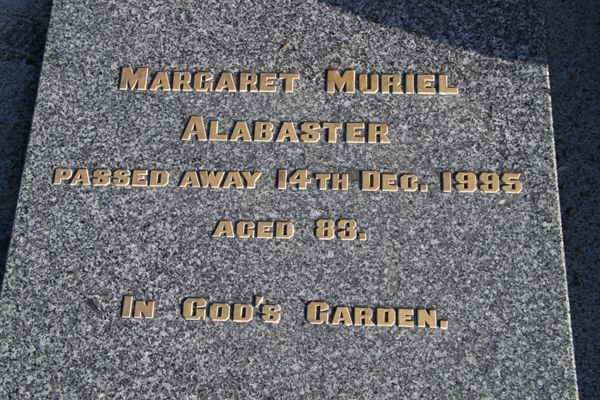 Margaret Muriel
Alabaster
passed away 14th Dec. 1995
aged 83.
In God's Garden.